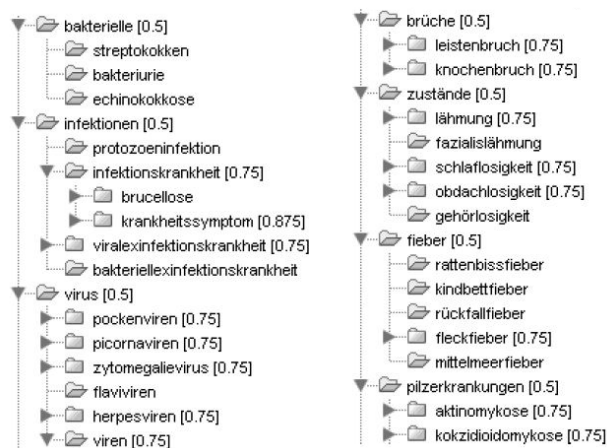 bakterielle [0.5]
streptokokken
bakteriurie
echinokokkose
infektionen [0.5]
protozoeninfektion
infektionskrankheit [0.75]
brucellose
krankheitssymptom [0.875]
viralexinfektionskrankheit [0.75]
bakteriellexinfektionskrankheit
virus [0.5]
pockenviren [0.75]
picornaviren [0.75]
zytomegalievirus [0.75]
flaviviren
herpesviren [0.75]
viren [0.75]
brüche [0.5]
leistenbruch [0.75]
knochenbruch [0.75]
zustände [0.5]
lähmung [0.75]
fazialislähmung
schlaflosigkeit [0.75]
obdachlosigkeit [0.75]
gehörlosigkeit
fieber [0.5]
rattenbissfieber
kindbettfieber
rückfallfieber
fleckfieber [0.75]
mittelmeerfieber
pilzerkrankungen [0.5]
aktinomykose [0.75]
kokzidioidomykose [0.75]